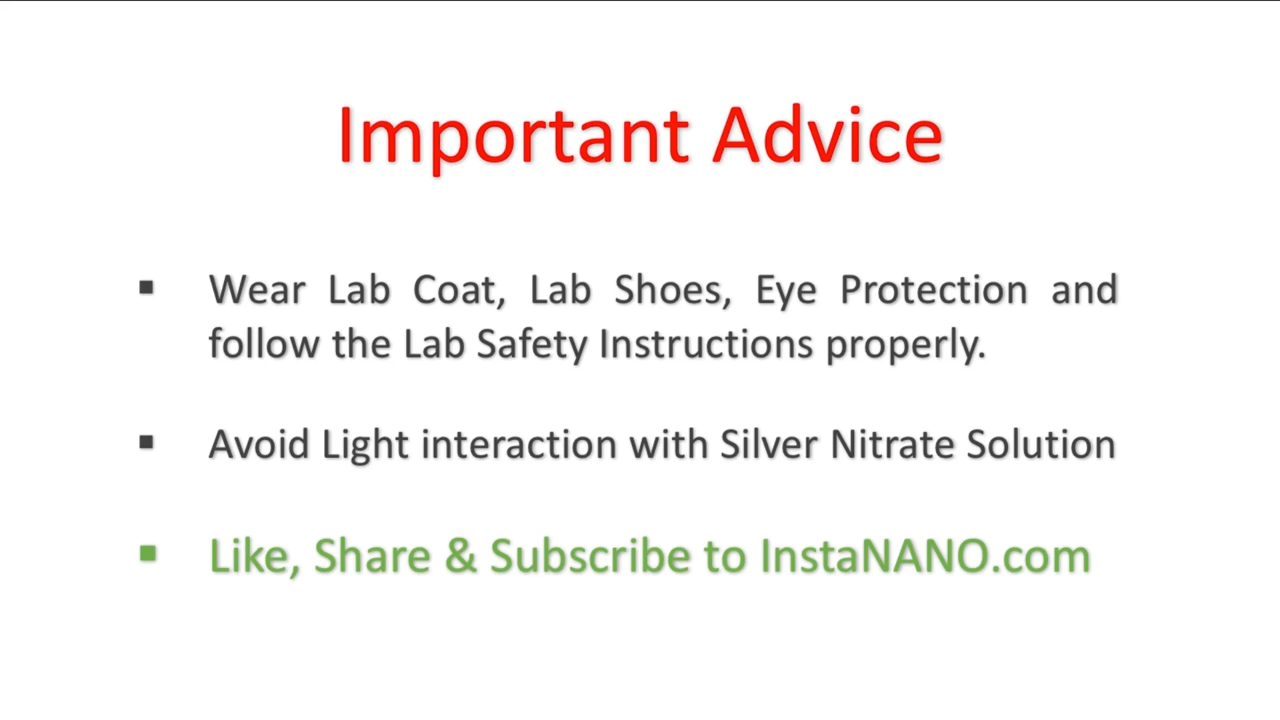 Important Advice
▪ Wear Lab Coat, Lab Shoes, Eye Protection and
follow the Lab Safety Instructions properly.
▪ Avoid Light interaction with Silver Nitrate Solution
▪ Like, Share & Subscribe to InstaNANO.com